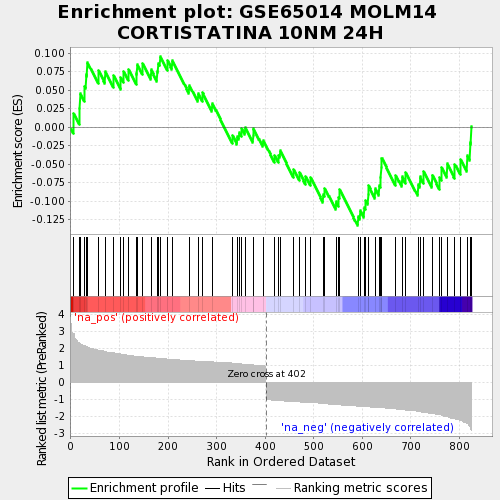 Enrichment plot: GSE65014 MOLM14
CORTISTATINA 10NM 24H
Enrichment score (ES)
0.100
0.075
0.050
0.025
0.000
-0.025
-0.050
-0.075
-0.100
-0.125
'na_pos' (positively correlated)
Ranked list metric (PreRanked)
4
3
2
1
0
-1
-2
-3
Zero cross at 402
'na_neg' (negatively correlated)
0
100
200
300
400
500
600
700
800
Rank in Ordered Dataset
Enrichment profile
Hits
Ranking metric scores